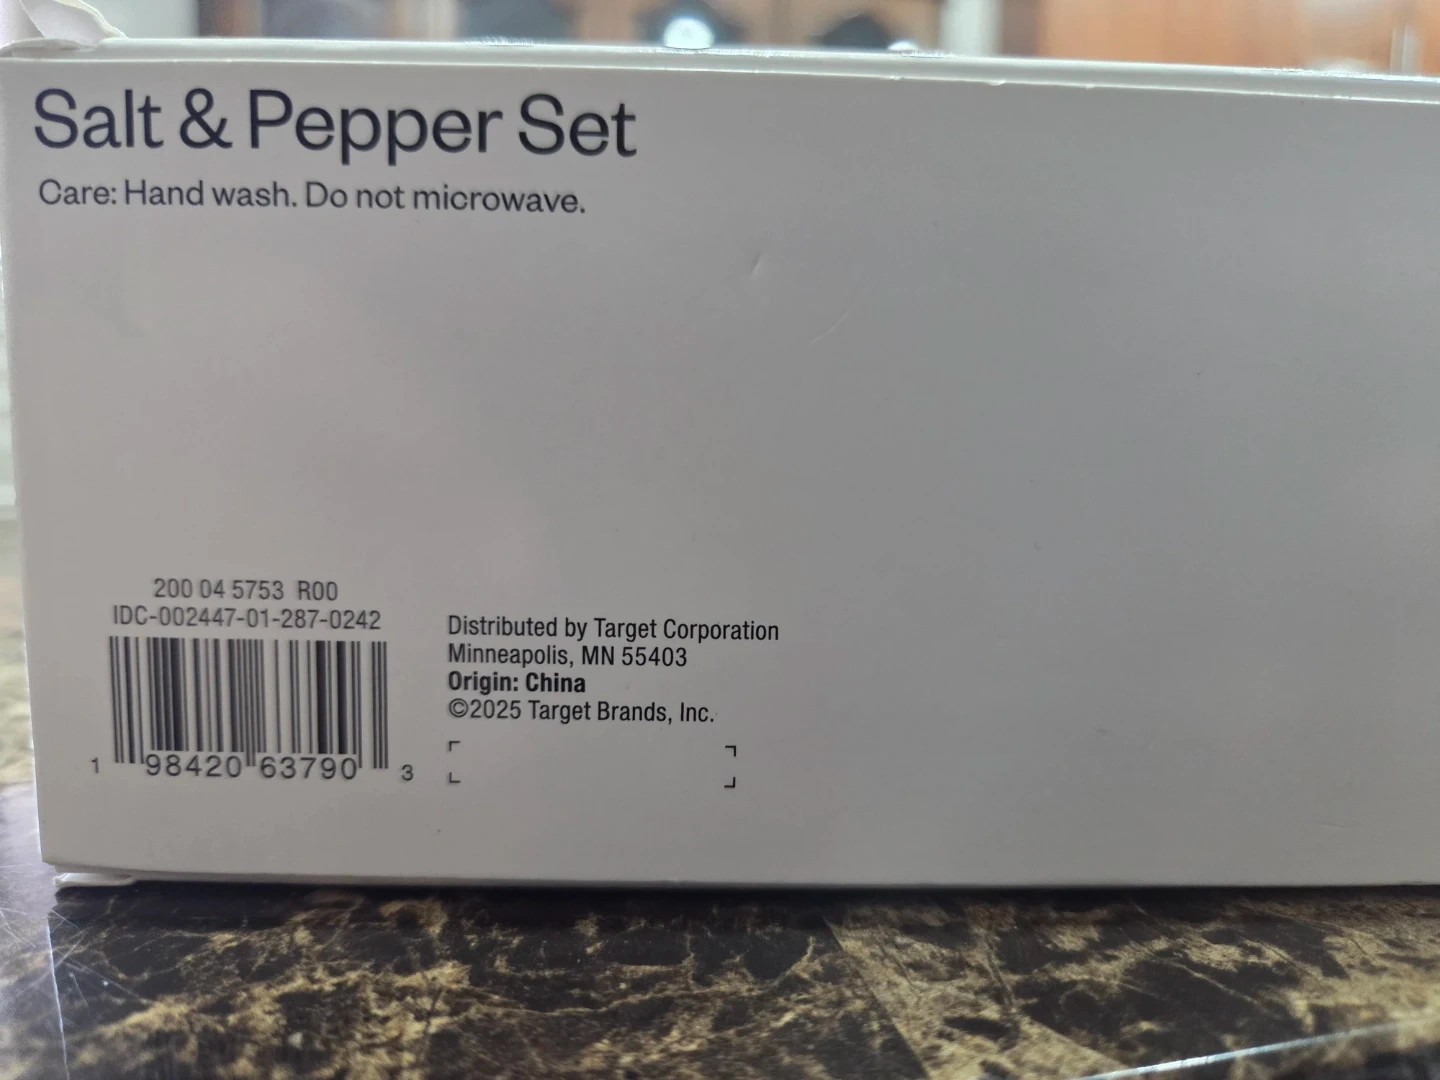 Salt & Pepper Set
Care: Hand wash. Do not microwave.
200 04 5753 R00
IDC-002447-01-287-0242
1 98420 63790 3
Distributed by Target Corporation
Minneapolis, MN 55403
Origin: China
©2025 Target Brands, Inc.